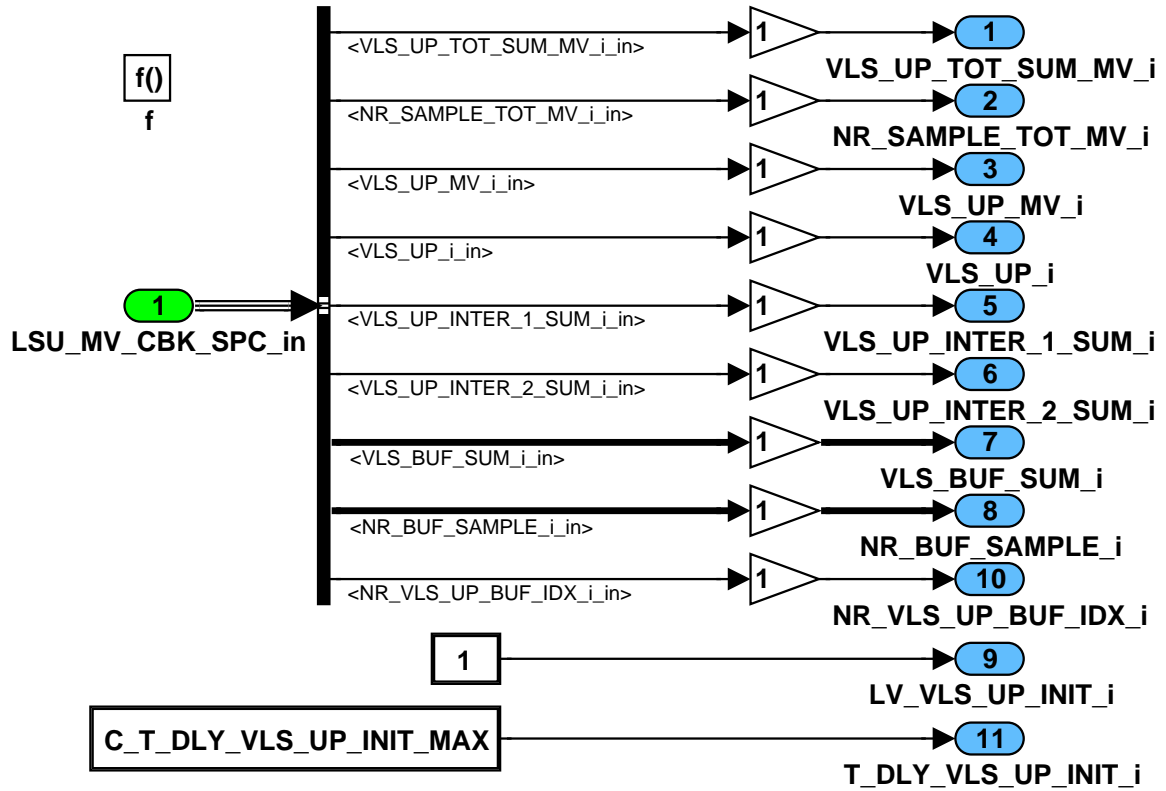 f()
f
1
LSU_MV_CBK_SPC_in
<VLS_UP_TOT_SUM_MV_i_in>
1
1
VLS_UP_TOT_SUM_MV_i
<NR_SAMPLE_TOT_MV_i_in>
1
2
NR_SAMPLE_TOT_MV_i
<VLS_UP_MV_i_in>
1
3
VLS_UP_MV_i
<VLS_UP_i_in>
1
4
VLS_UP_i
<VLS_UP_INTER_1_SUM_i_in>
1
5
VLS_UP_INTER_1_SUM_i
<VLS_UP_INTER_2_SUM_i_in>
1
6
VLS_UP_INTER_2_SUM_i
<VLS_BUF_SUM_i_in>
1
7
VLS_BUF_SUM_i
<NR_BUF_SAMPLE_i_in>
1
8
NR_BUF_SAMPLE_i
<NR_VLS_UP_BUF_IDX_i_in>
1
10
NR_VLS_UP_BUF_IDX_i
1
9
LV_VLS_UP_INIT_i
C_T_DLY_VLS_UP_INIT_MAX
11
T_DLY_VLS_UP_INIT_i